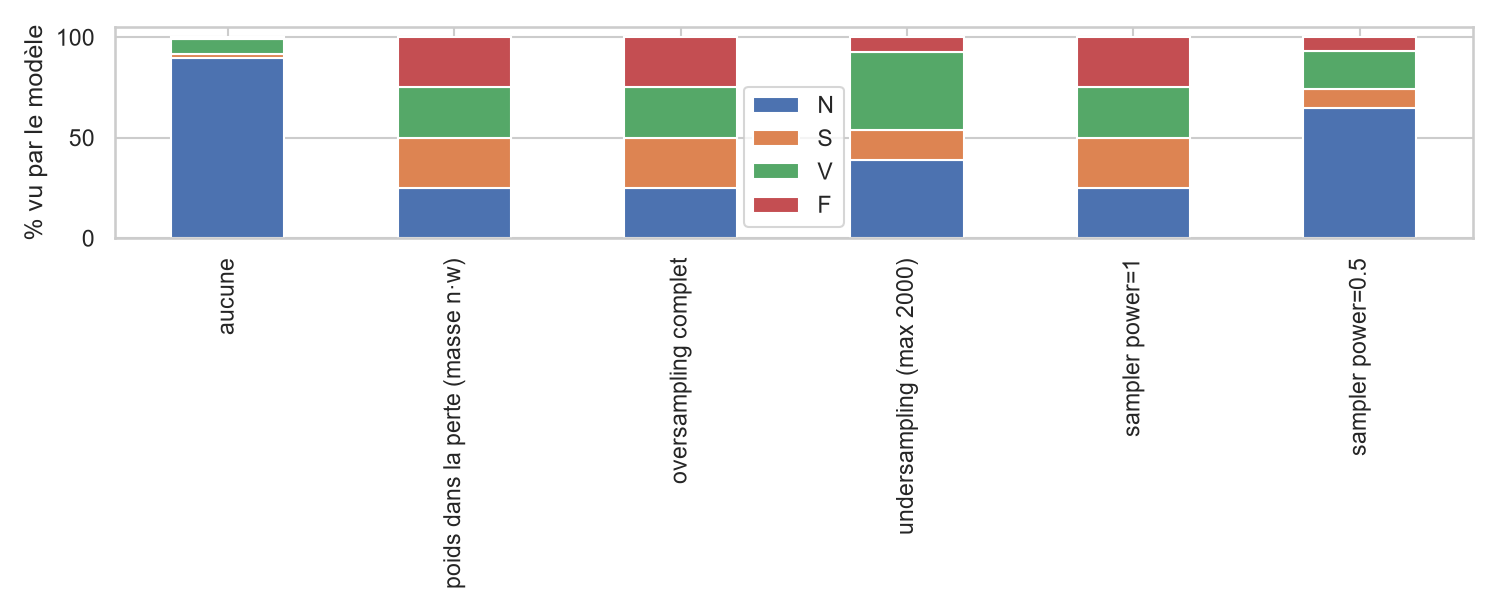 % vu par le modèle
100
50
0
N
S
V
F
aucune
poids dans la perte (masse n·w)
oversampling complet
undersampling (max 2000)
sampler power=1
sampler power=0.5